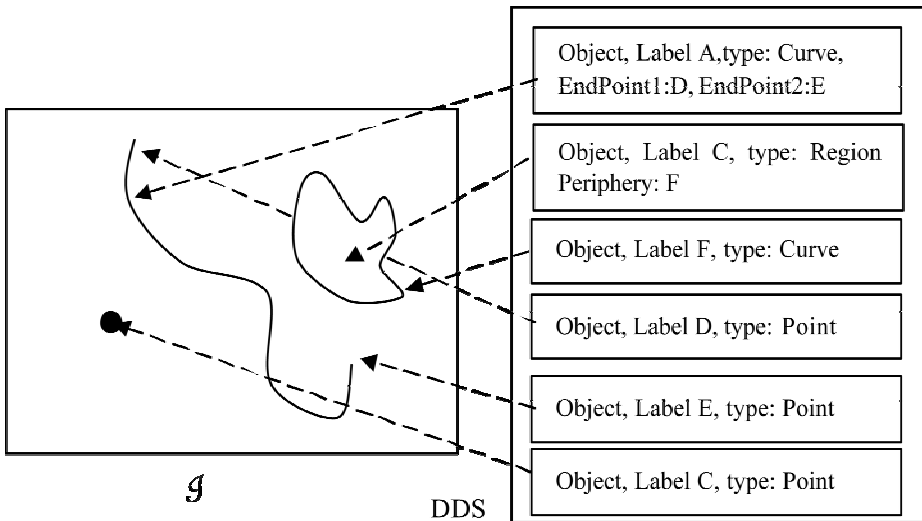 Object, Label A,type: Curve,
EndPoint1:D, EndPoint2:E
Object, Label C, type: Region
Periphery: F
Object, Label F, type: Curve
Object, Label D, type: Point
Object, Label E, type: Point
Object, Label C, type: Point
𝓘
DDS